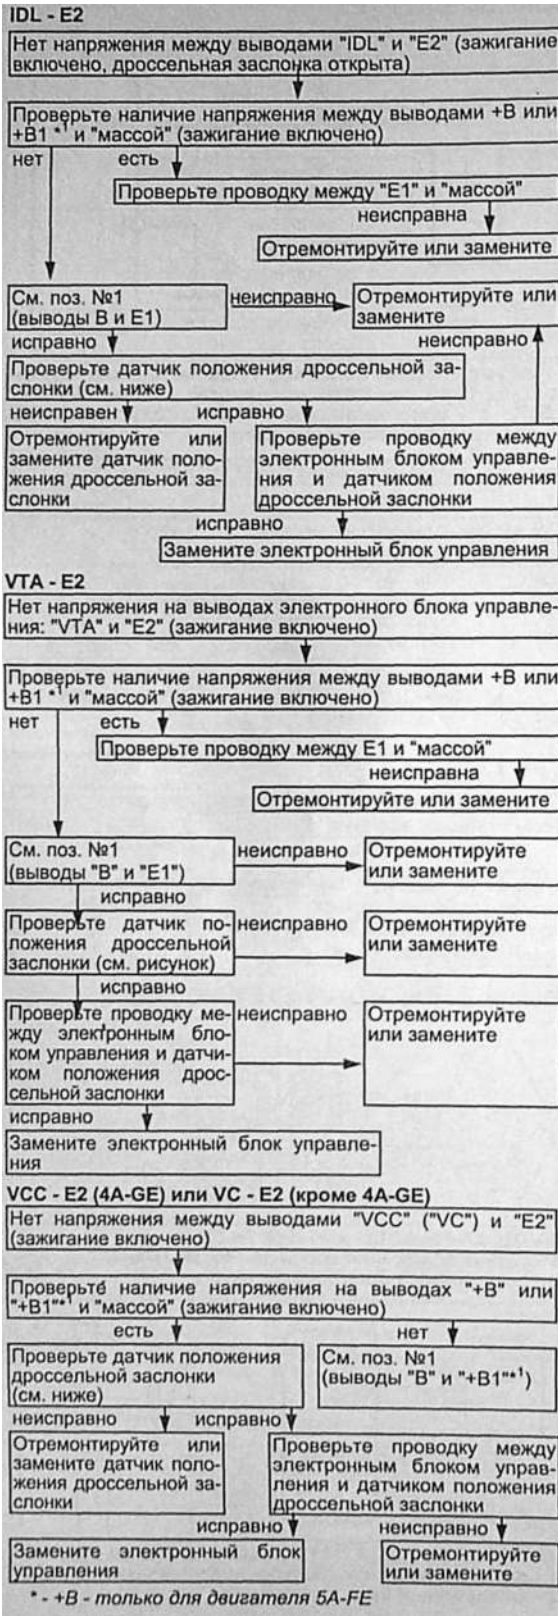 IDL - E2
Нет напряжения между выводами "IDL" и "E2" (зажигание
включено, дроссельная заслонка открыта)
Проверьте наличие напряжения между выводами +B или
+B1 *1 и "массой" (зажигание включено)
нет есть
Проверьте проводку между "E1" и "массой"
неисправна
Отремонтируйте или замените
См. поз. №1
(выводы B и E1)
неисправно
Отремонтируйте или
замените
исправно
неисправно
Проверьте датчик положения дроссельной за-
слонки (см. ниже)
неисправен исправно
Отремонтируйте или
замените датчик поло-
жения дроссельной за-
слонки
Проверьте проводку между
электронным блоком управле-
ния и датчиком положения
дроссельной заслонки
исправно
Замените электронный блок управления
VTA - E2
Нет напряжения на выводах электронного блока управле-
ния: "VTA" и "E2" (зажигание включено)
Проверьте наличие напряжения между выводами +B или
+B1 *1 и "массой" (зажигание включено)
нет есть
Проверьте проводку между E1 и "массой"
неисправна
Отремонтируйте или замените
См. поз. №1
(выводы "B" и "E1")
неисправно
Отремонтируйте
или замените
исправно
Проверьте датчик по-
ложения дроссельной
заслонки (см. рисунок)
неисправно
Отремонтируйте
или замените
исправно
Проверьте проводку ме-
жду электронным бло-
ком управления и датчи-
ком положения дрос-
сельной заслонки
неисправно
Отремонтируйте
или замените
исправно
Замените электронный блок управле-
ния
VCC - E2 (4A-GE) или VC - E2 (кроме 4A-GE)
Нет напряжения между выводами "VCC" ("VC") и "E2"
(зажигание включено)
Проверьте наличие напряжения на выводах "+B" или
"+B1"*1 и "массой" (зажигание включено)
есть нет
Проверьте датчик положения
дроссельной заслонки
(см. ниже)
См. поз. №1
(выводы "B" и "+B1"*1)
неисправно исправно
Отремонтируйте или
замените датчик поло-
жения дроссельной за-
слонки
Проверьте проводку между
электронным блоком управ-
ления и датчиком положения
дроссельной заслонки
исправно неисправно
Замените электронный блок
управления
Отремонтируйте
или замените
* - +B - только для двигателя 5A-FE